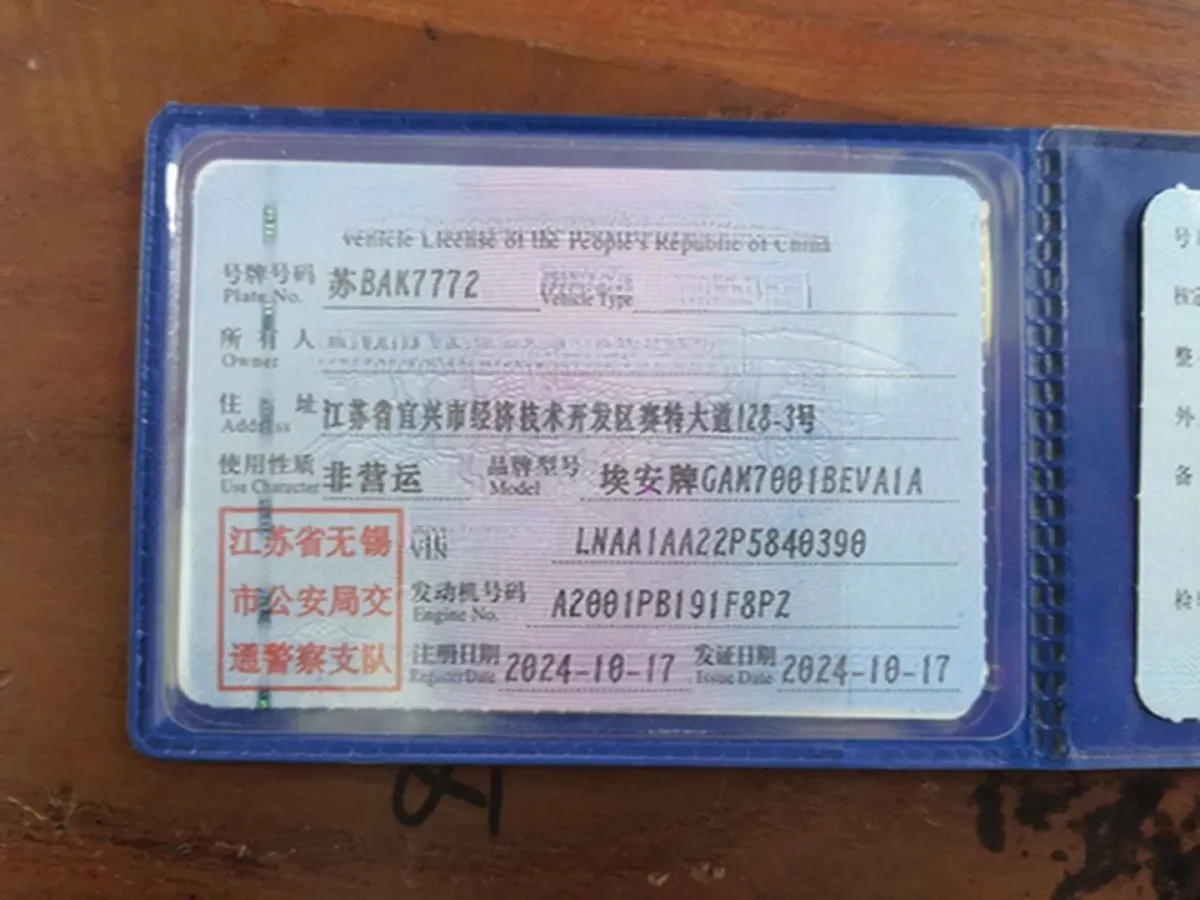 Vehicle License of the People's Republic of China
号牌号码 苏BAK7772
Plate No. Vehicle Type
所有人
Owner
住址 江苏省宜兴市经济技术开发区赛特大道128-3号
Address
使用性质 非营运 品牌型号 埃安牌GAM7001BEVA1A
Use Character Model
江苏省无锡 VIN LNAA1AA22P5840390
市公安局交 发动机号码 A2001PB191F8PZ
Engine No.
通警察支队 注册日期 2024-10-17 发证日期 2024-10-17
Register Date Issue Date
号
核
整
外
备
检